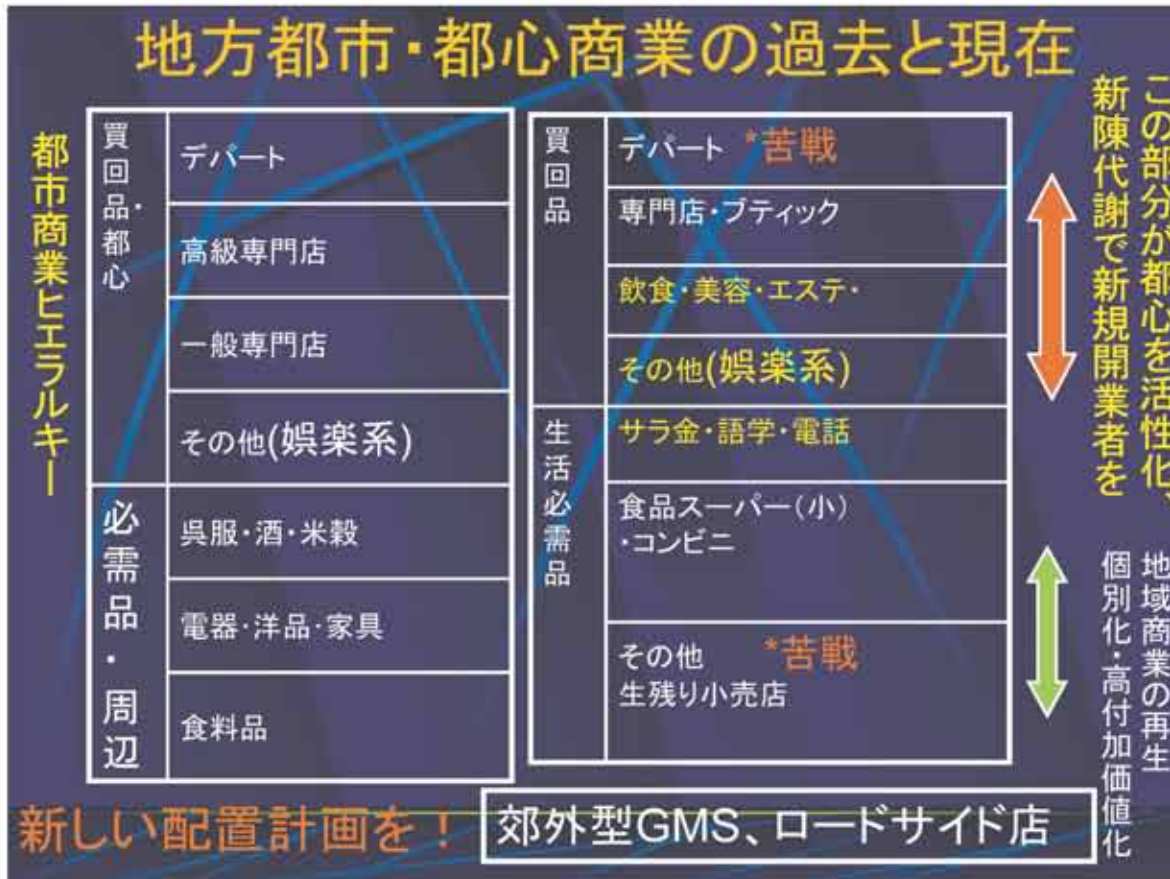 地方都市・都心商業の過去と現在
都市商業ヒエラルキー
買回品・都心
デパート
高級専門店
一般専門店
その他(娯楽系)
必需品・周辺
呉服・酒・米穀
電器・洋品・家具
食料品
買回品
デパート *苦戦
専門店・ブティック
飲食・美容・エステ・
その他(娯楽系)
生活必需品
サラ金・語学・電話
食品スーパー(小)
・コンビニ
その他 *苦戦
生残り小売店
この部分が都心を活性化
新陳代謝で新規開業者を
地域商業の再生
個別化・高付加価値化
新しい配置計画を！
郊外型GMS、ロードサイド店